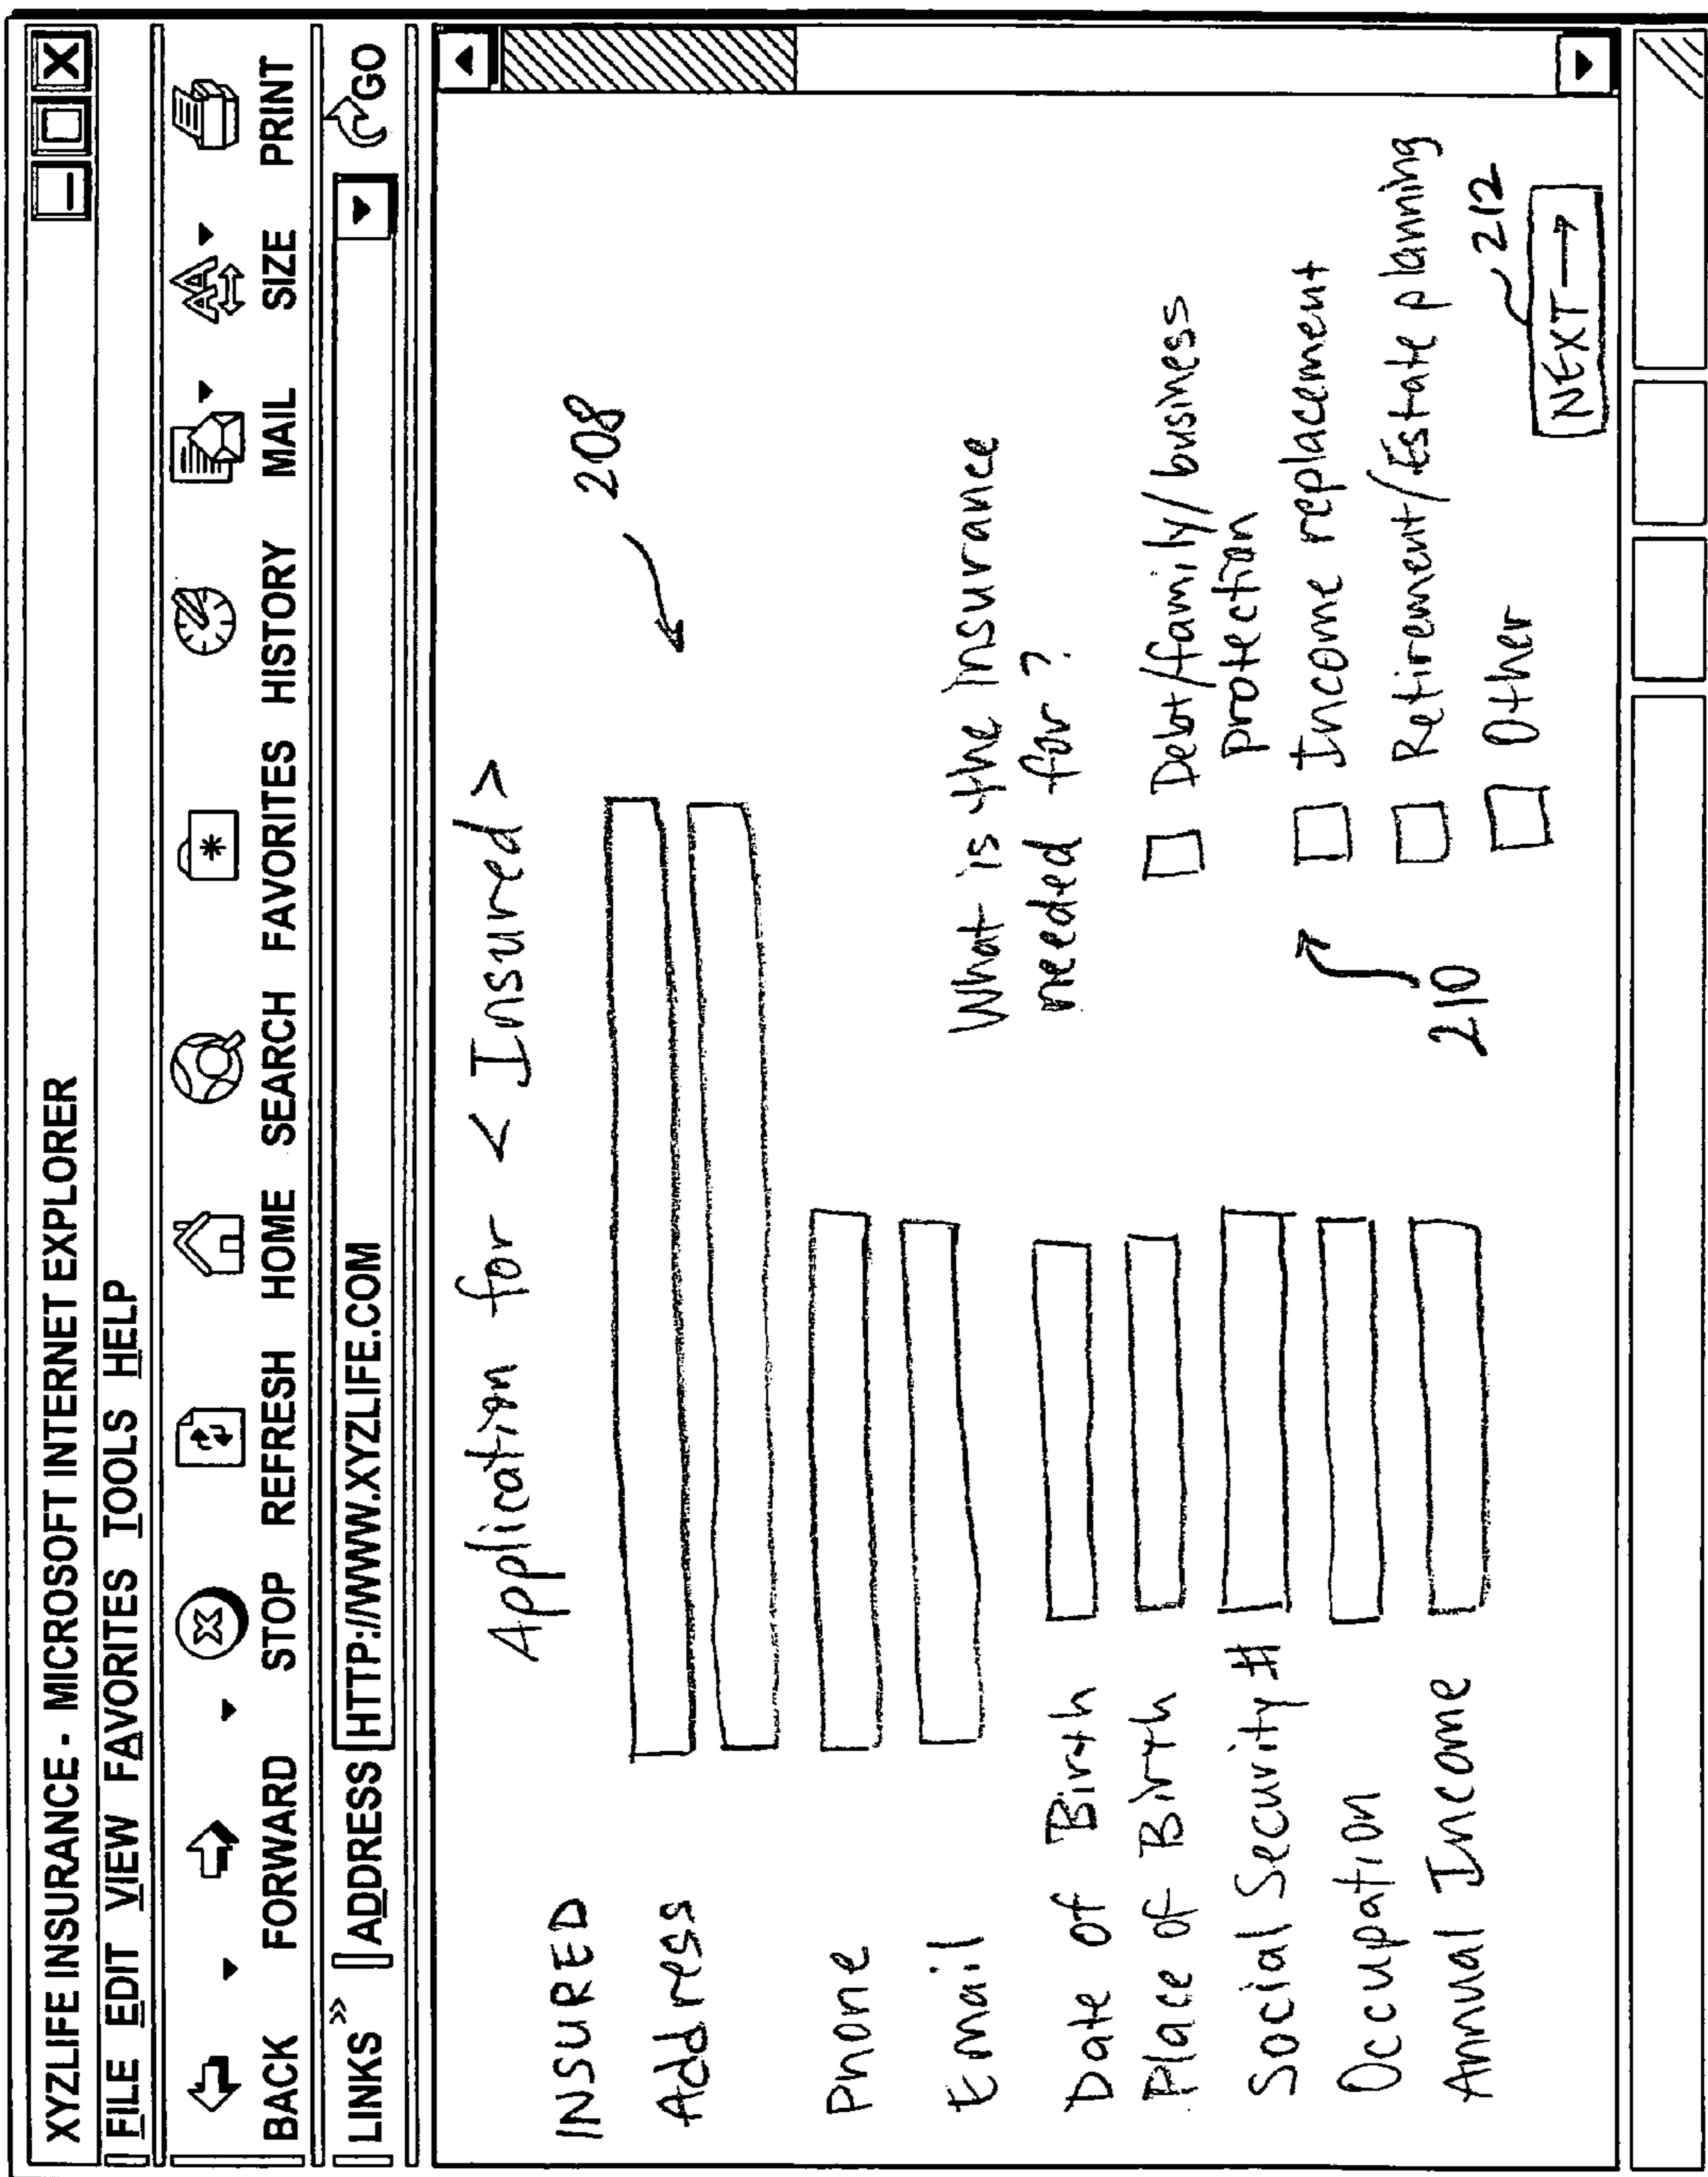 XYZLIFE INSURANCE - MICROSOFT INTERNET EXPLORER
FILE EDIT VIEW FAVORITES TOOLS HELP
BACK FORWARD STOP REFRESH HOME SEARCH FAVORITES HISTORY MAIL SIZE PRINT
LINKS » ADDRESS HTTP://WWW.XYZLIFE.COM GO
Application for < Insured >
INSURED
208
Address
Phone
Email
Date of Birth
Place of Birth
Social Security #
Occupation
Annual Income
What is the insurance
needed for?
Debt/family/business
protection
Income replacement
Retirement/Estate planning
Other
210
212
NEXT →